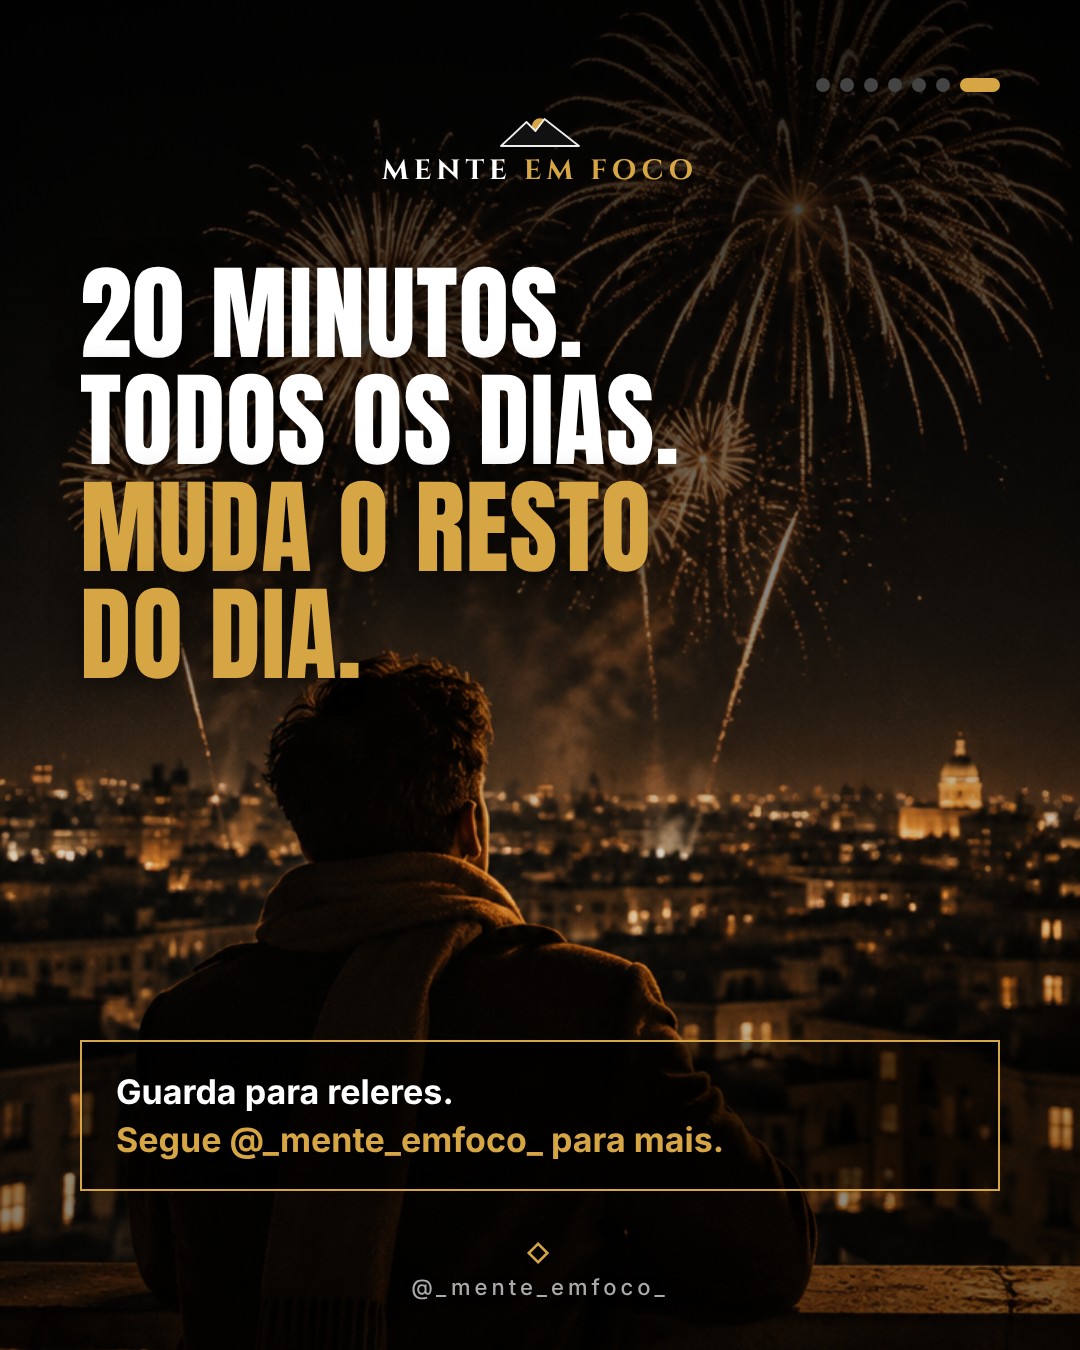 MENTE EM FOCO
20 MINUTOS.
TODOS OS DIAS.
MUDA O RESTO
DO DIA.
Guarda para releres.
Segue @_mente_emfoco_ para mais.
@_mente_emfoco_